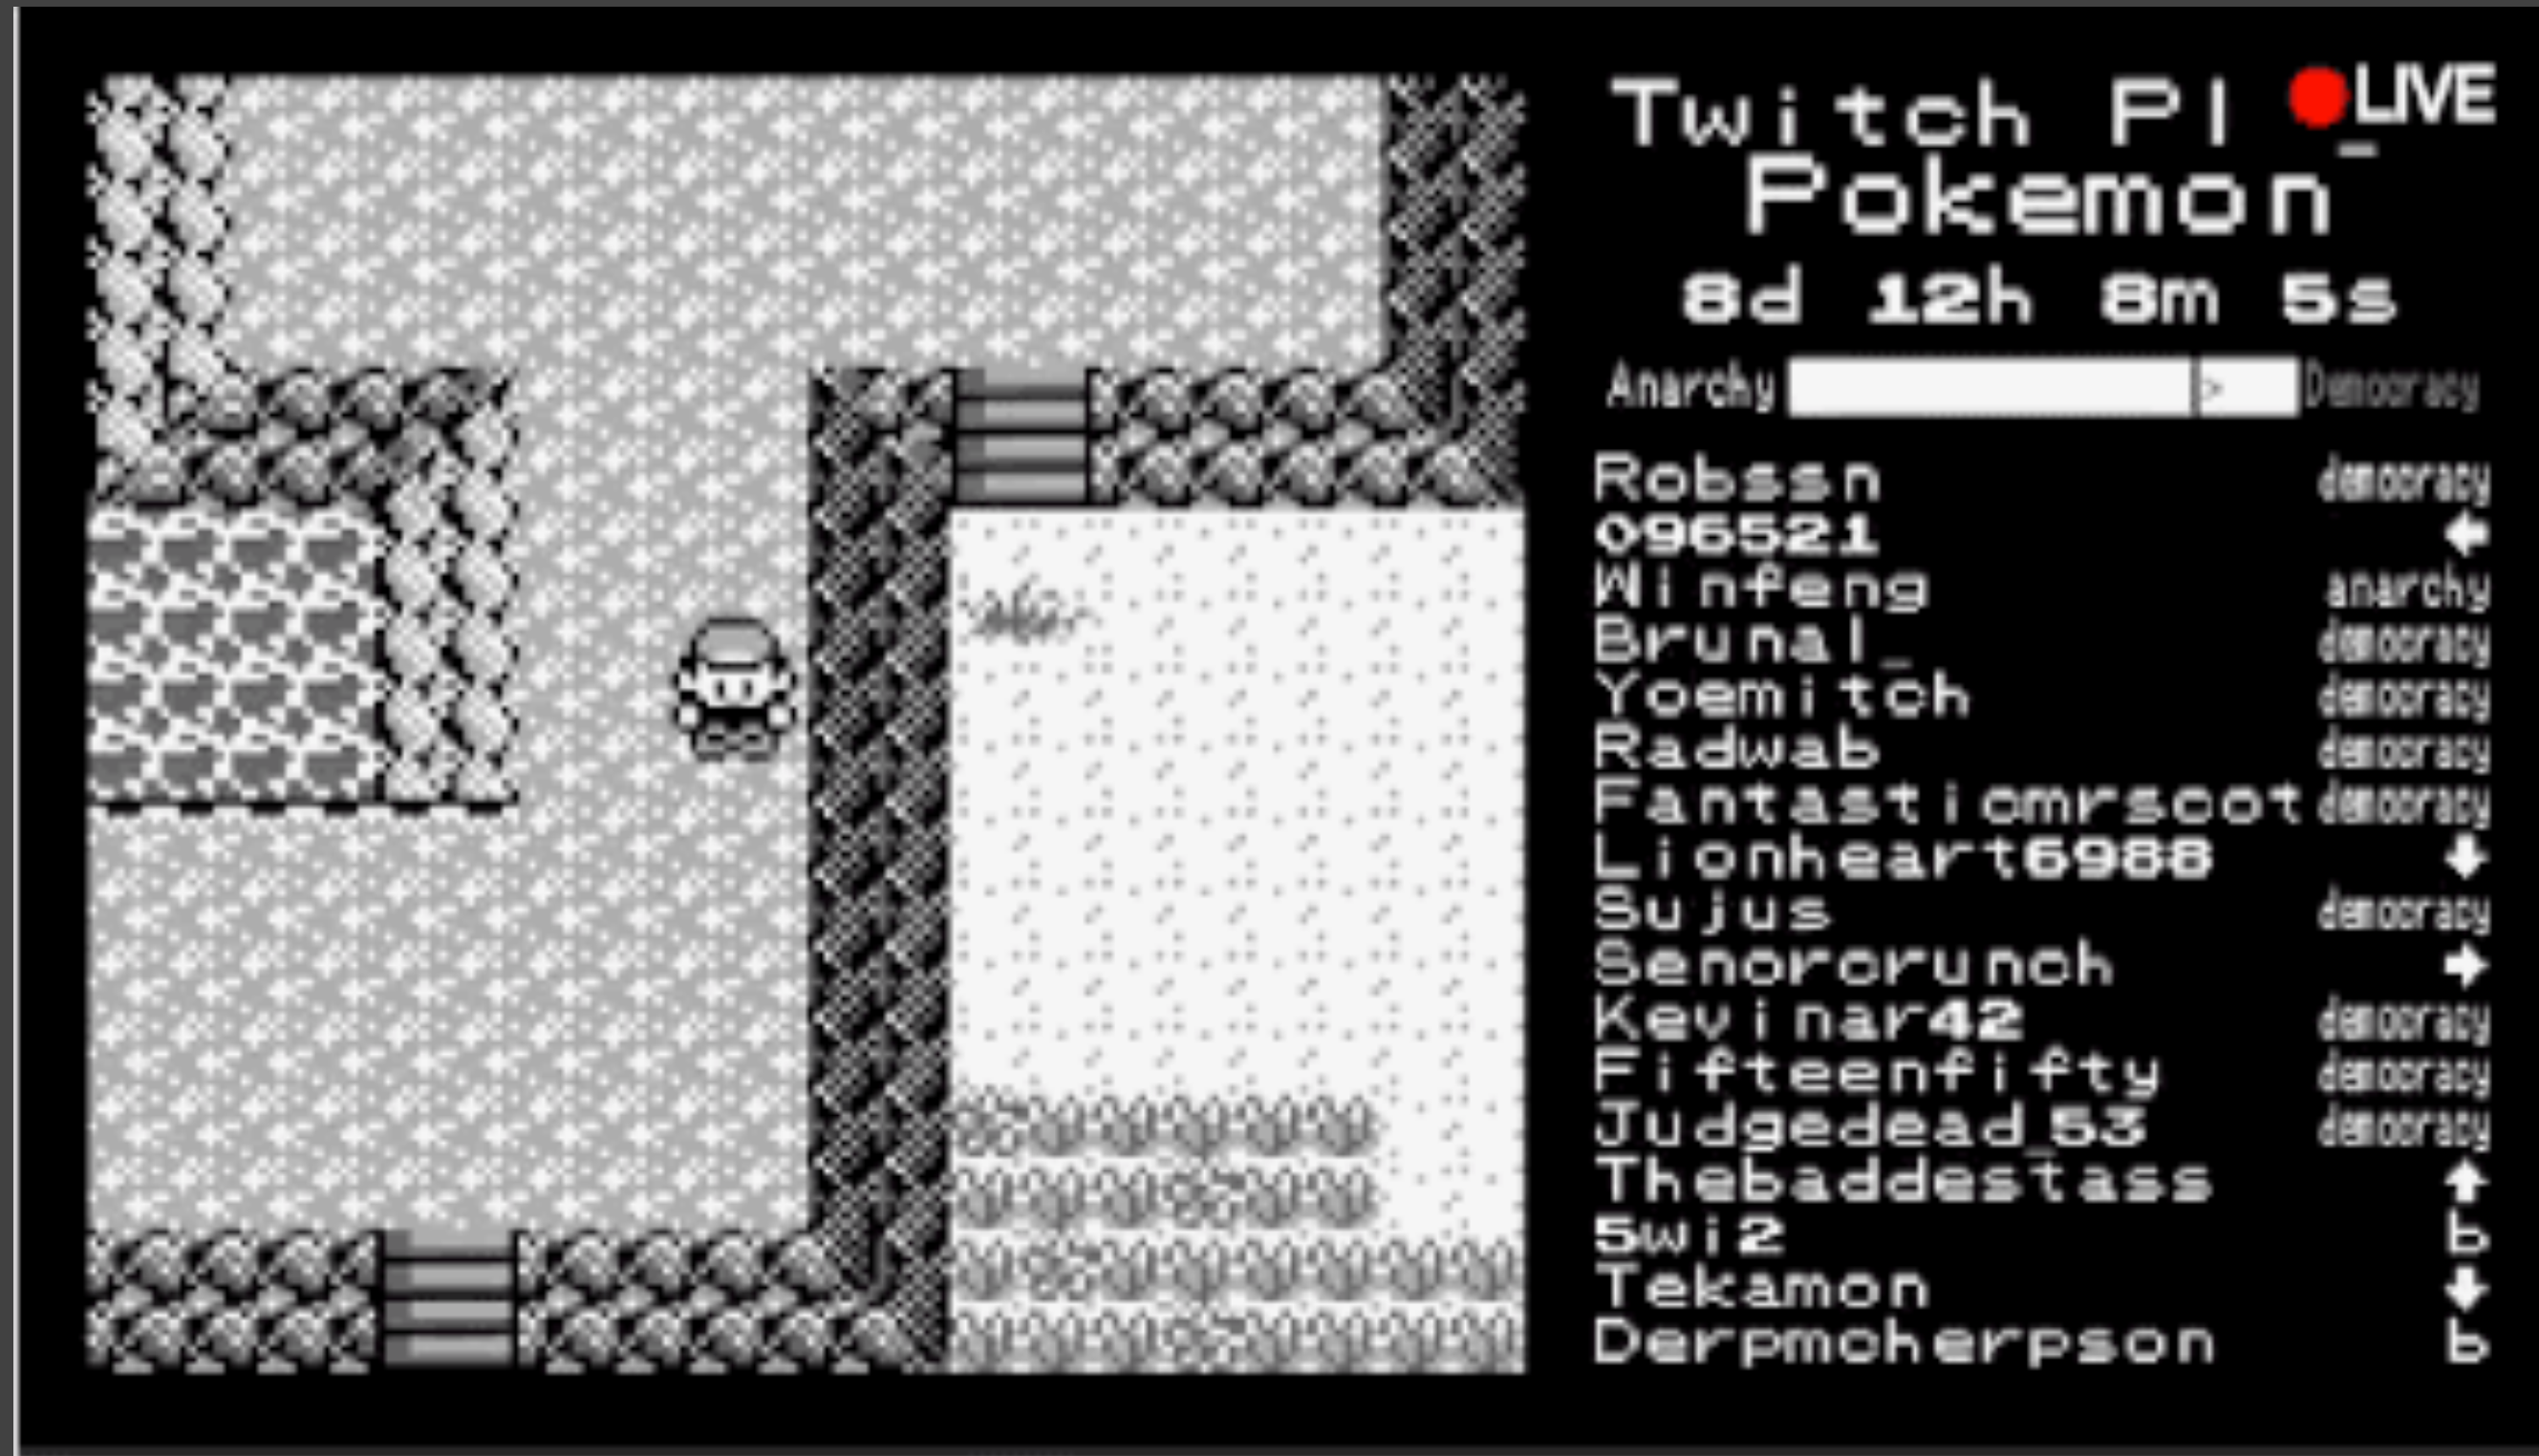 Twitch Pl
LIVE
Pokemon
8d 12h 8m 5s
Anarchy > Democracy
Robssn democracy
096521 ←
Winfeng anarchy
Brunal_ democracy
Yoemitch democracy
Radwab democracy
Fantasticmrscot democracy
Lionheart6988 ↓
Sujus democracy
Senorcrunch →
Kevinar42 democracy
Fifteenfifty democracy
Judgedead_53 democracy
Thebaddestass ↑
5wi2 b
Tekamon ↓
Derpmcherpson b